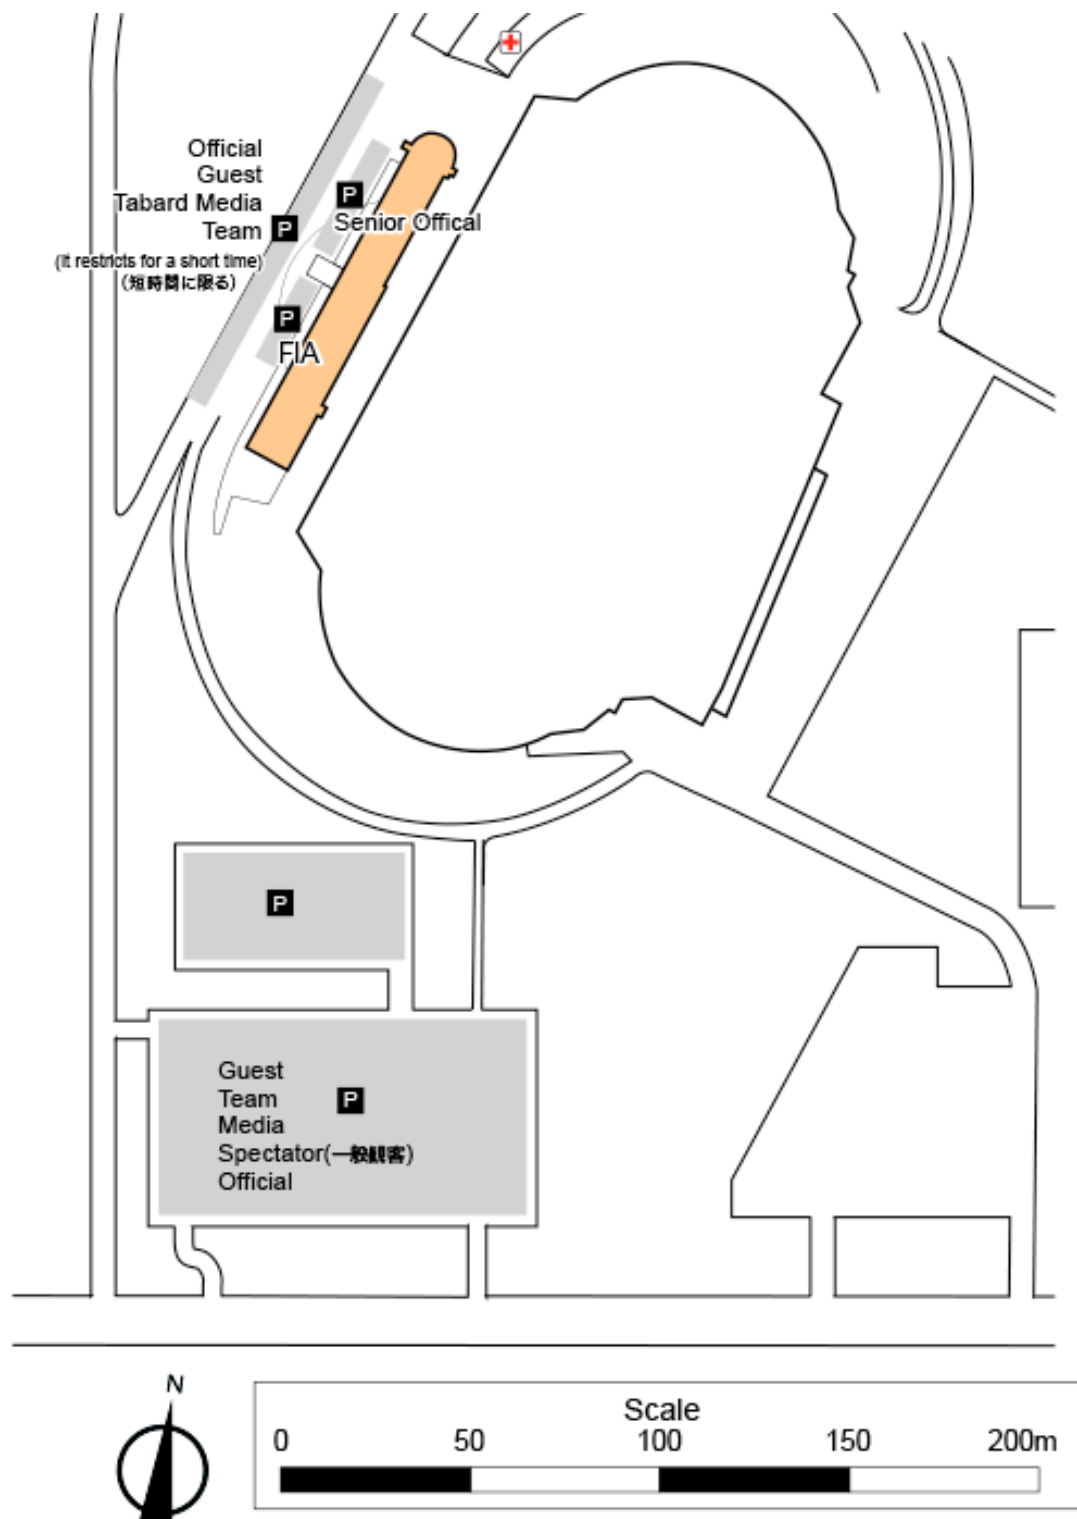 Official
Guest
Tabard Media
Team
(It restricts for a short time)
(短時間に限る)
P
P
Senior Offical
P
FIA
P
Guest
Team
Media
Spectator(一般観客)
Official
P
N
Scale
0 50 100 150 200m